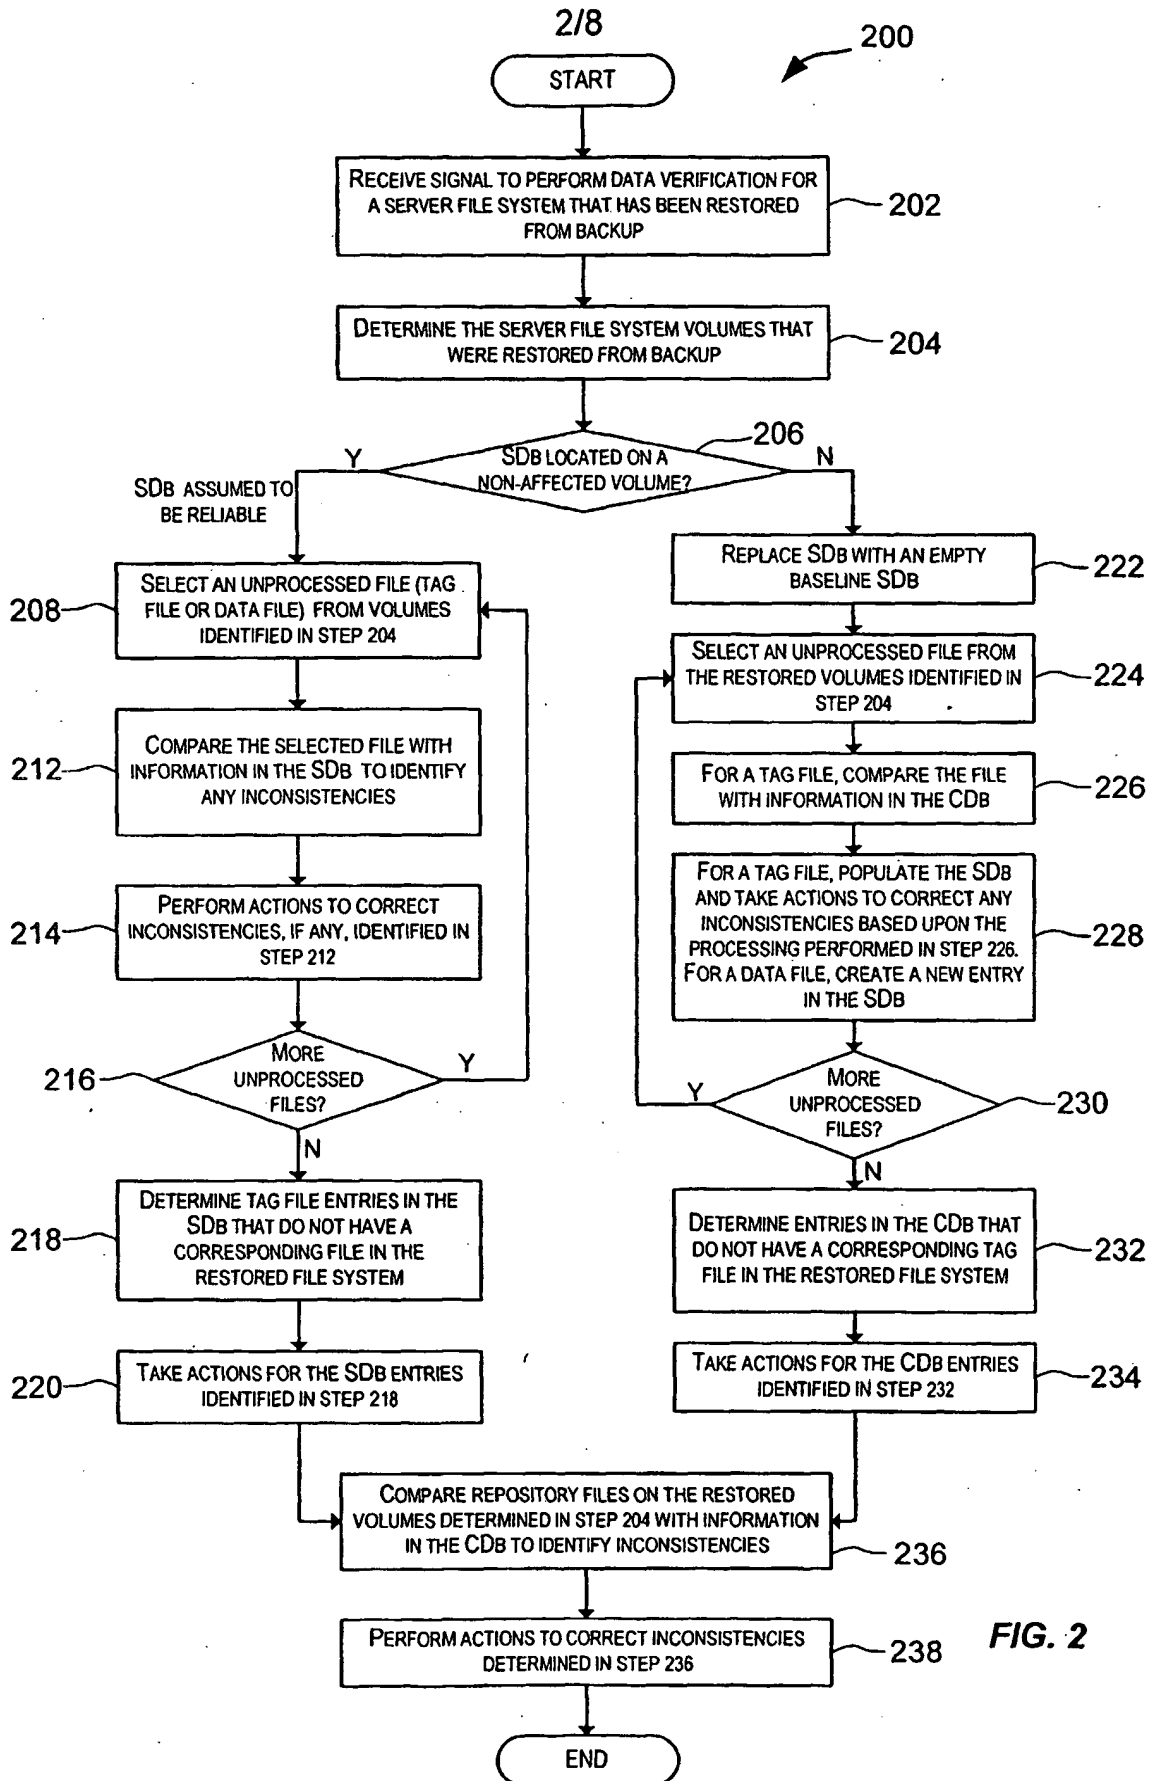 2/8
200
START
RECEIVE SIGNAL TO PERFORM DATA VERIFICATION FOR
A SERVER FILE SYSTEM THAT HAS BEEN RESTORED
FROM BACKUP
202
DETERMINE THE SERVER FILE SYSTEM VOLUMES THAT
WERE RESTORED FROM BACKUP
204
206
SDB LOCATED ON A
NON-AFFECTED VOLUME?
Y
N
SDB ASSUMED TO
BE RELIABLE
SELECT AN UNPROCESSED FILE (TAG
FILE OR DATA FILE) FROM VOLUMES
IDENTIFIED IN STEP 204
208
COMPARE THE SELECTED FILE WITH
INFORMATION IN THE SDB TO IDENTIFY
ANY INCONSISTENCIES
212
PERFORM ACTIONS TO CORRECT
INCONSISTENCIES, IF ANY, IDENTIFIED IN
STEP 212
214
MORE
UNPROCESSED
FILES?
216
Y
N
DETERMINE TAG FILE ENTRIES IN THE
SDB THAT DO NOT HAVE A
CORRESPONDING FILE IN THE
RESTORED FILE SYSTEM
218
TAKE ACTIONS FOR THE SDB ENTRIES
IDENTIFIED IN STEP 218
220
REPLACE SDB WITH AN EMPTY
BASELINE SDB
222
SELECT AN UNPROCESSED FILE FROM
THE RESTORED VOLUMES IDENTIFIED IN
STEP 204
224
FOR A TAG FILE, COMPARE THE FILE
WITH INFORMATION IN THE CDB
226
FOR A TAG FILE, POPULATE THE SDB
AND TAKE ACTIONS TO CORRECT ANY
INCONSISTENCIES BASED UPON THE
PROCESSING PERFORMED IN STEP 226.
FOR A DATA FILE, CREATE A NEW ENTRY
IN THE SDB
228
MORE
UNPROCESSED
FILES?
230
Y
N
DETERMINE ENTRIES IN THE CDB THAT
DO NOT HAVE A CORRESPONDING TAG
FILE IN THE RESTORED FILE SYSTEM
232
TAKE ACTIONS FOR THE CDB ENTRIES
IDENTIFIED IN STEP 232
234
COMPARE REPOSITORY FILES ON THE RESTORED
VOLUMES DETERMINED IN STEP 204 WITH INFORMATION
IN THE CDB TO IDENTIFY INCONSISTENCIES
236
PERFORM ACTIONS TO CORRECT INCONSISTENCIES
DETERMINED IN STEP 236
238
FIG. 2
END